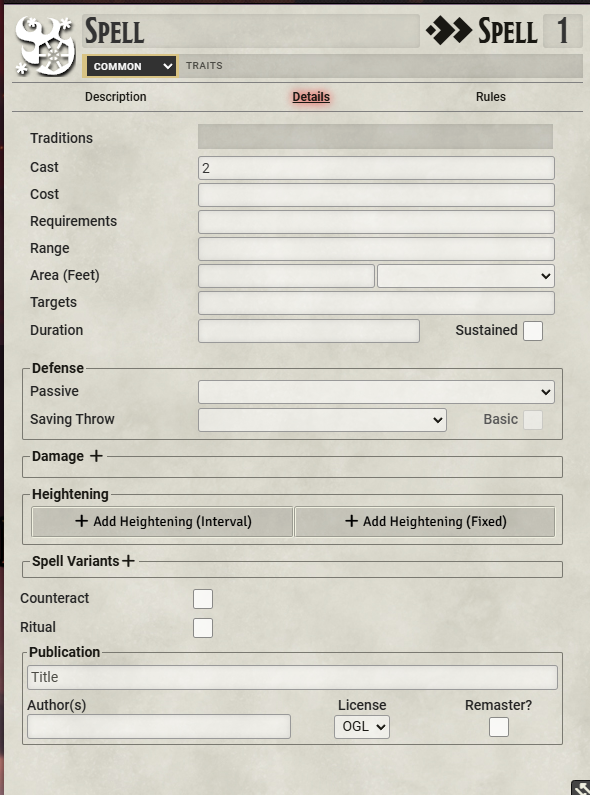 Spell Spell 1
COMMON TRAITS
Description Details Rules
Traditions
Cast 2
Cost
Requirements
Range
Area (Feet)
Targets
Duration Sustained
Defense
Passive
Saving Throw Basic
Damage +
Heightening
+ Add Heightening (Interval) + Add Heightening (Fixed)
Spell Variants +
Counteract
Ritual
Publication
Title
Author(s) License Remaster?
OGL